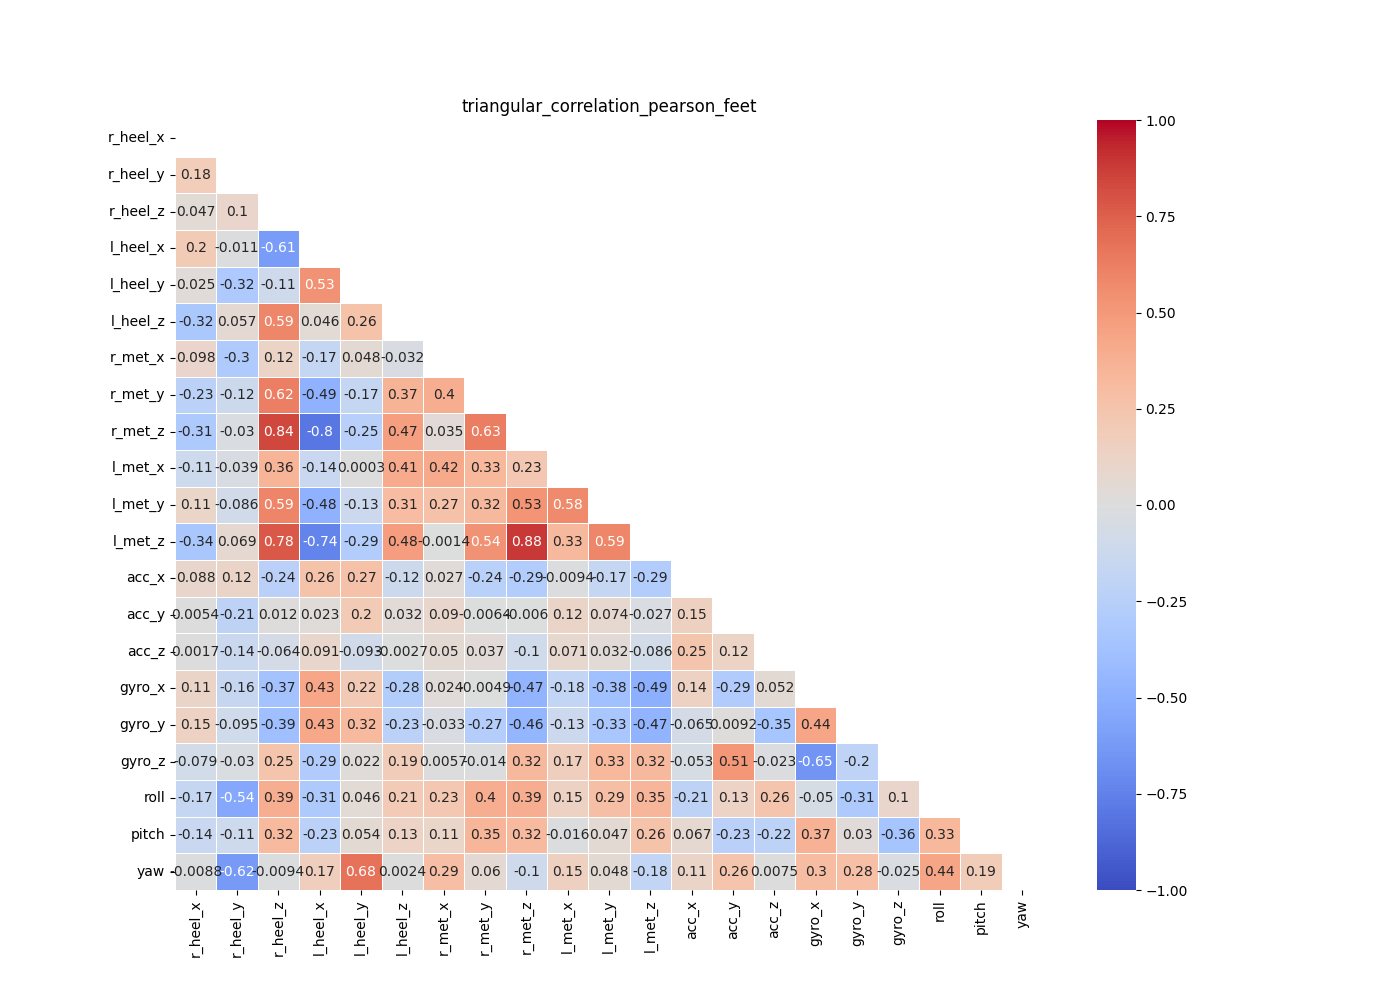 triangular_correlation_pearson_feet
r_heel_x
r_heel_y 0.18
r_heel_z 0.047 0.1
l_heel_x 0.2 -0.011 -0.61
l_heel_y 0.025 -0.32 -0.11 0.53
l_heel_z -0.32 0.057 0.59 0.046 0.26
r_met_x 0.098 -0.3 0.12 -0.17 0.048 -0.032
r_met_y -0.23 -0.12 0.62 -0.49 -0.17 0.37 0.4
r_met_z -0.31 -0.03 0.84 -0.8 -0.25 0.47 0.035 0.63
l_met_x -0.11 -0.039 0.36 -0.14 0.0003 0.41 0.42 0.33 0.23
l_met_y 0.11 -0.086 0.59 -0.48 -0.13 0.31 0.27 0.32 0.53 0.58
l_met_z -0.34 0.069 0.78 -0.74 -0.29 0.48 -0.0014 0.54 0.88 0.33 0.59
acc_x 0.088 0.12 -0.24 0.26 0.27 -0.12 0.027 -0.24 -0.29 -0.0094 -0.17 -0.29
acc_y -0.0054 -0.21 0.012 0.023 0.2 0.032 0.09 -0.0064 -0.006 0.12 0.074 -0.027 0.15
acc_z 0.0017 -0.14 -0.064 0.091 -0.093 -0.0027 0.05 0.037 -0.1 0.071 0.032 -0.086 0.25 0.12
gyro_x 0.11 -0.16 -0.37 0.43 0.22 -0.28 0.024 -0.0049 -0.47 -0.18 -0.38 -0.49 0.14 -0.29 0.052
gyro_y 0.15 -0.095 -0.39 0.43 0.32 -0.23 -0.033 -0.27 -0.46 -0.13 -0.33 -0.47 -0.065 0.0092 -0.35 0.44
gyro_z -0.079 -0.03 0.25 -0.29 0.022 0.19 0.0057 -0.014 0.32 0.17 0.33 0.32 -0.053 0.51 -0.023 -0.65 -0.2
roll -0.17 -0.54 0.39 -0.31 0.046 0.21 0.23 0.4 0.39 0.15 0.29 0.35 -0.21 0.13 0.26 -0.05 -0.31 0.1
pitch -0.14 -0.11 0.32 -0.23 0.054 0.13 0.11 0.35 0.32 -0.016 0.047 0.26 0.067 -0.23 -0.22 0.37 0.03 -0.36 0.33
yaw -0.0088 -0.62 -0.0094 0.17 0.68 0.0024 0.29 0.06 -0.1 0.15 0.048 -0.18 0.11 0.26 0.0075 0.3 0.28 -0.025 0.44 0.19
r_heel_x r_heel_y r_heel_z l_heel_x l_heel_y l_heel_z r_met_x r_met_y r_met_z l_met_x l_met_y l_met_z acc_x acc_y acc_z gyro_x gyro_y gyro_z roll pitch yaw
1.00
0.75
0.50
0.25
0.00
−0.25
−0.50
−0.75
−1.00